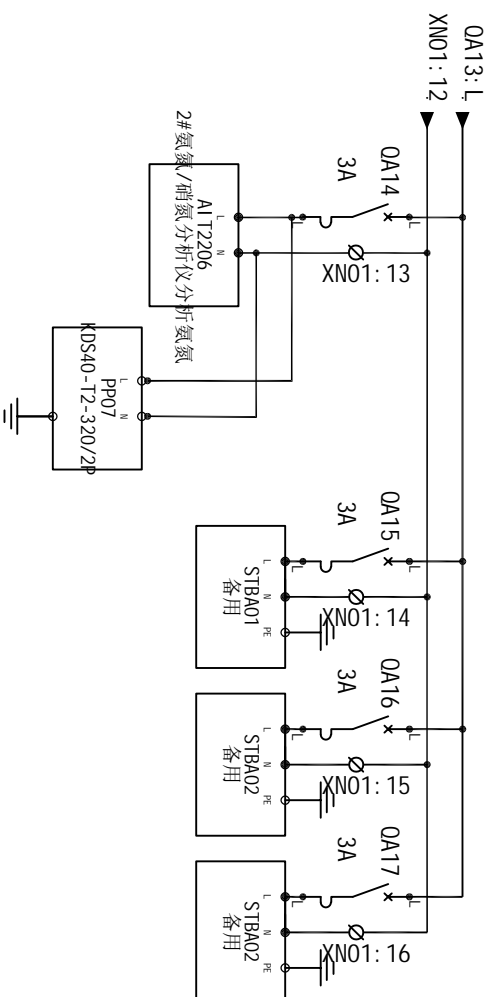 QA13:L
XN01:12
QA14
3A
L
L
XN01:13
L
N
AIT2206
2#氨氮/硝氮分析仪分析氨氮
L
N
PP07
KDS40-T2-320/2P
QA15
3A
L
L
XN01:14
L
N
PE
STBA01
备用
QA16
3A
L
L
XN01:15
L
N
PE
STBA02
备用
QA17
3A
L
L
XN01:16
L
N
PE
STBA02
备用